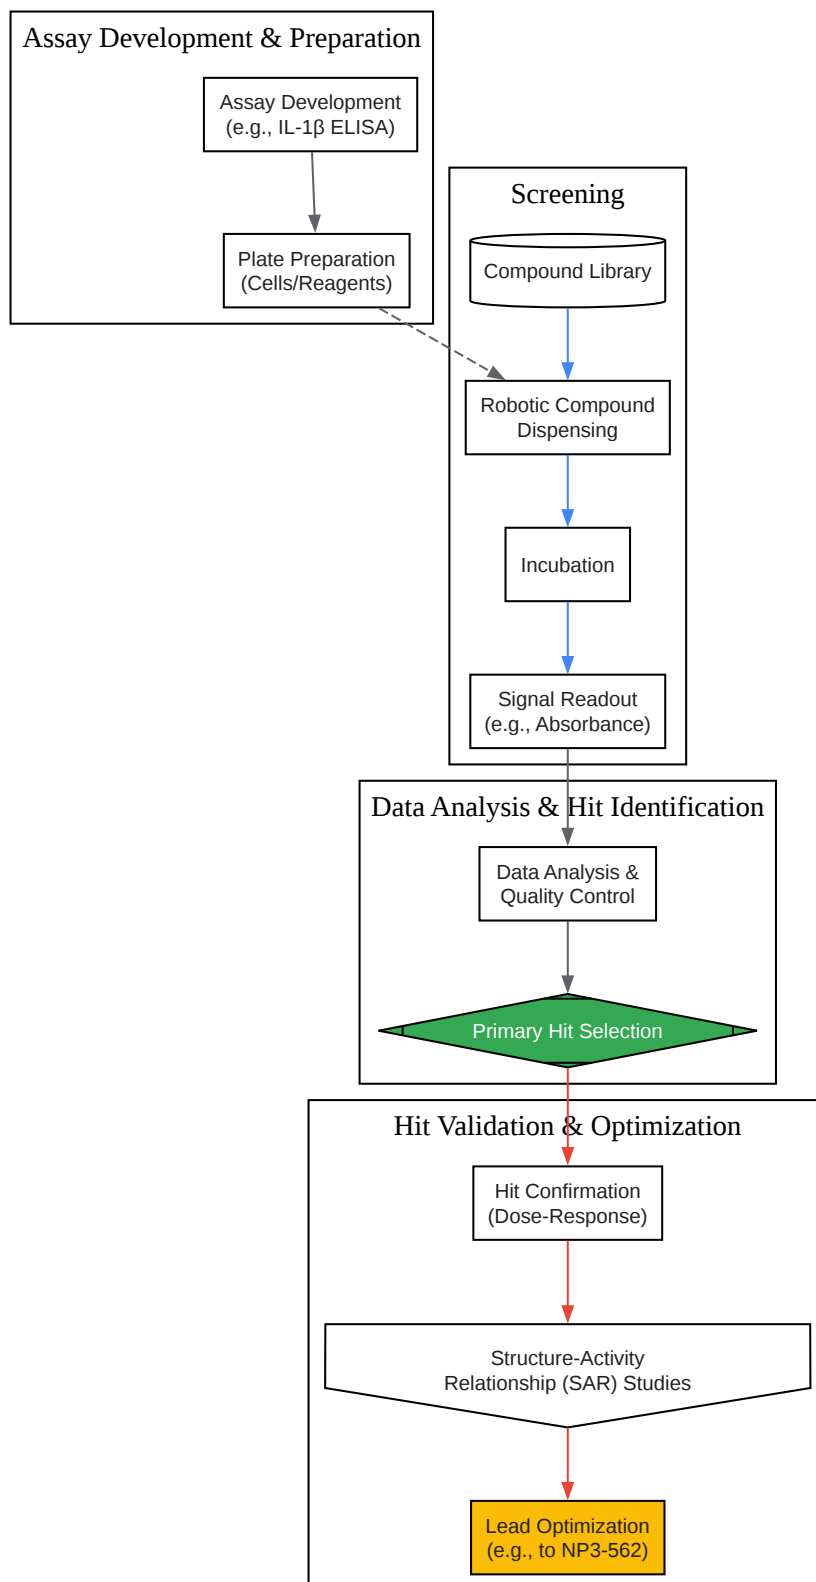 Assay Development & Preparation
Assay Development
(e.g., IL-1β ELISA)
Plate Preparation
(Cells/Reagents)
Screening
Compound Library
Robotic Compound
Dispensing
Incubation
Signal Readout
(e.g., Absorbance)
Data Analysis & Hit Identification
Data Analysis &
Quality Control
Primary Hit Selection
Hit Validation & Optimization
Hit Confirmation
(Dose-Response)
Structure-Activity
Relationship (SAR) Studies
Lead Optimization
(e.g., to NP3-562)